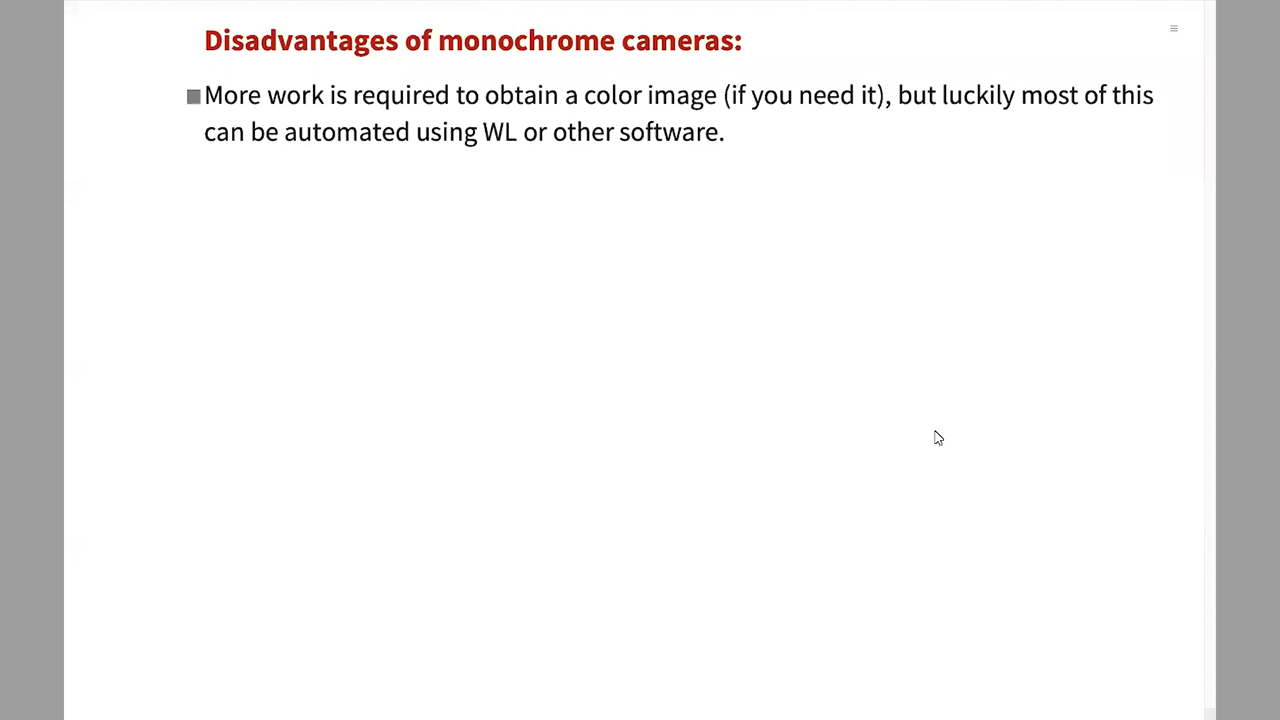 Disadvantages of monochrome cameras:
More work is required to obtain a color image (if you need it), but luckily most of this
can be automated using WL or other software.